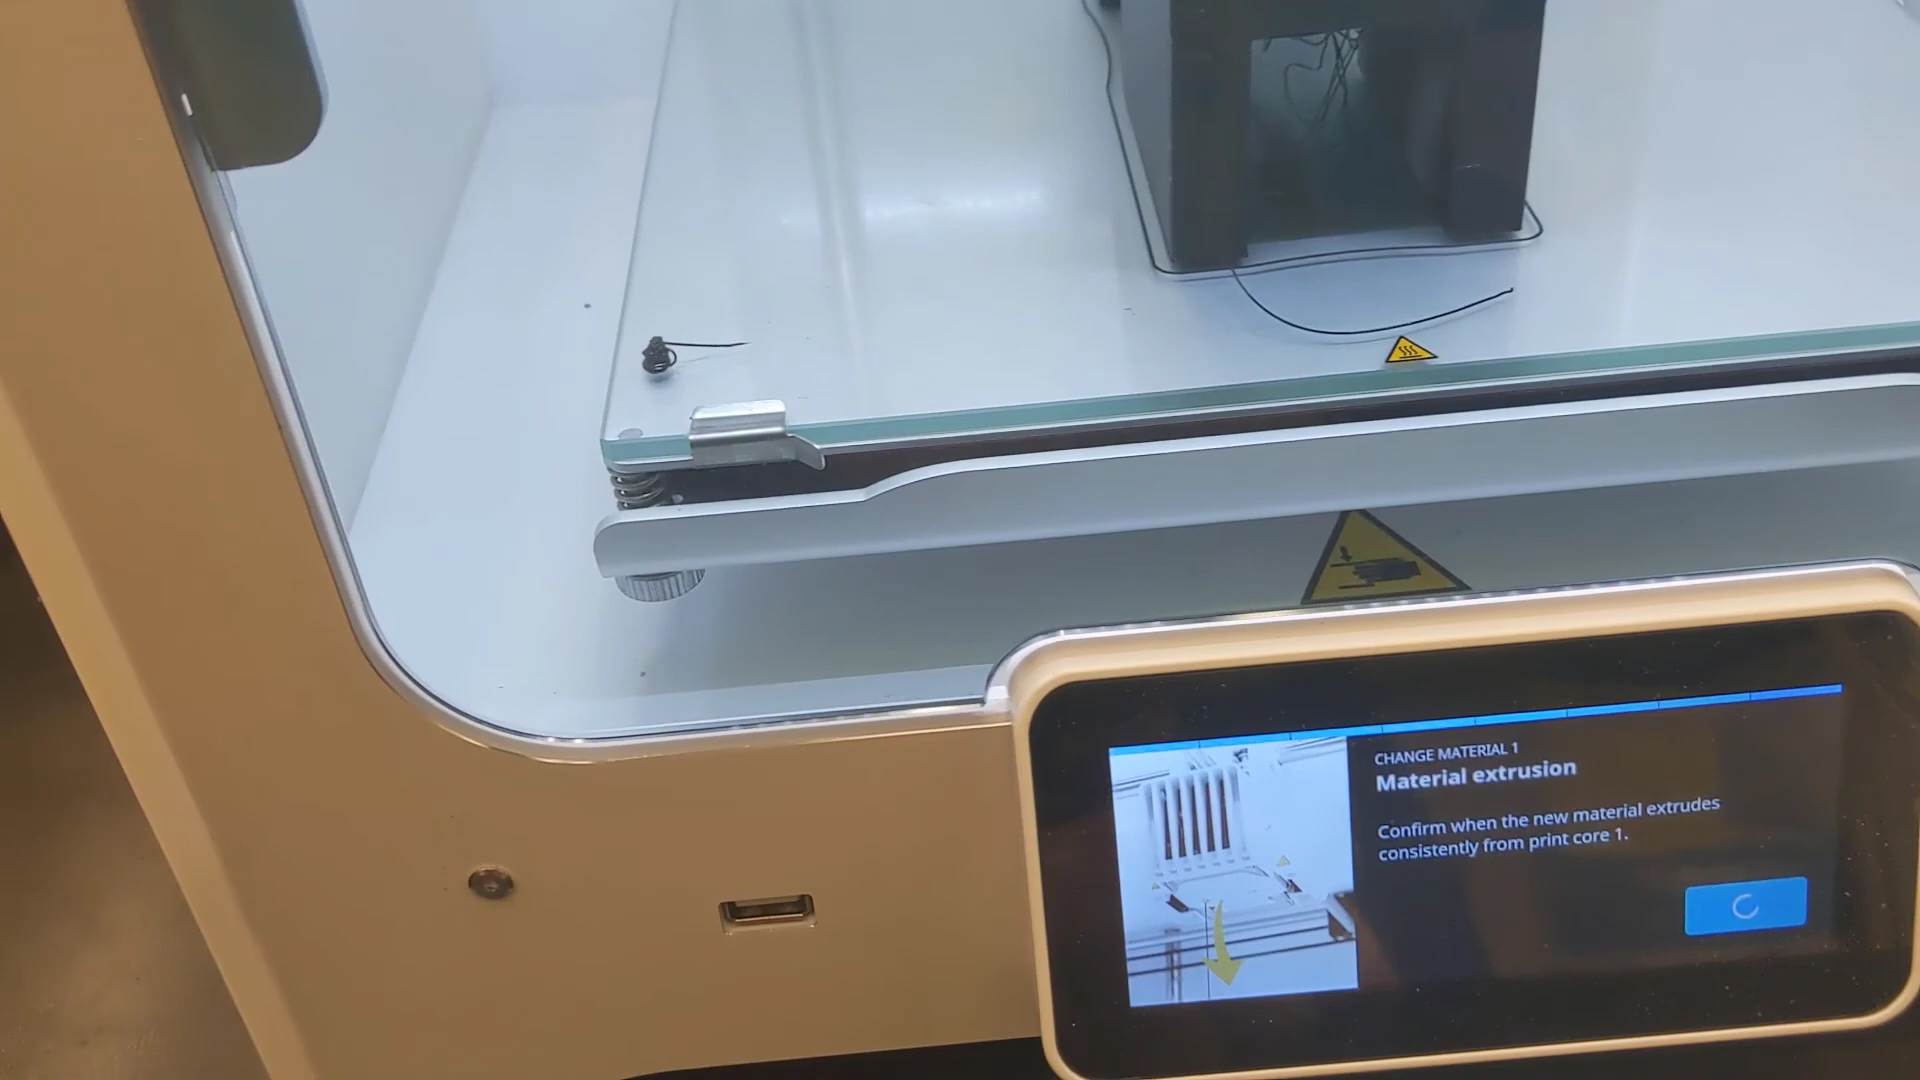 CHANGE MATERIAL 1
Material extrusion
Confirm when the new material extrudes
consistently from print core 1.